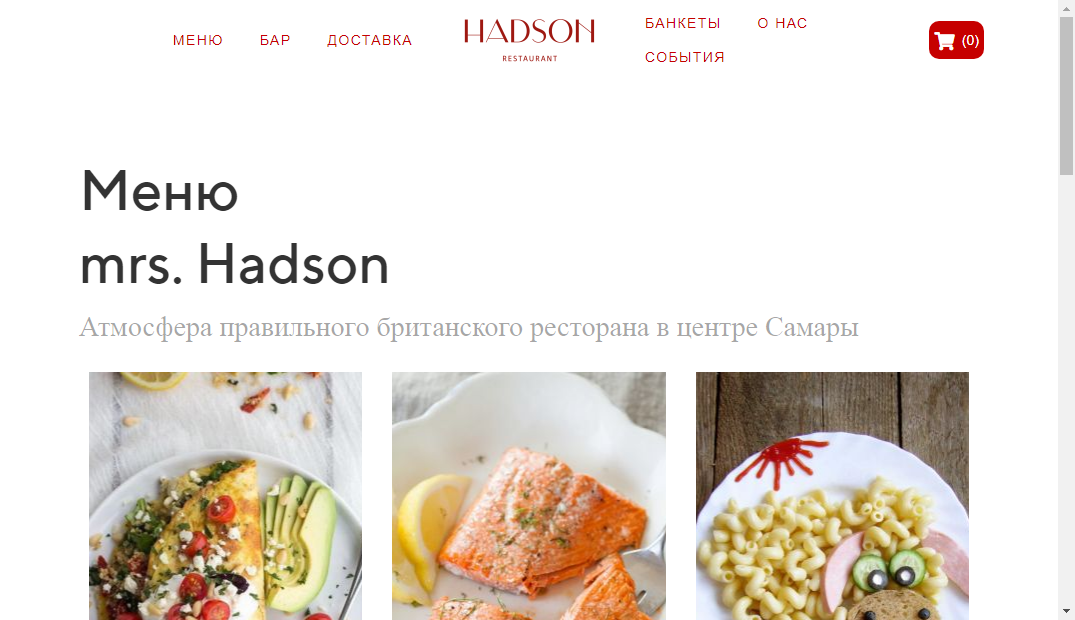 МЕНЮ БАР ДОСТАВКА
HADSON
RESTAURANT
БАНКЕТЫ О НАС
СОБЫТИЯ
(0)
Меню
mrs. Hadson
Атмосфера правильного британского ресторана в центре Самары